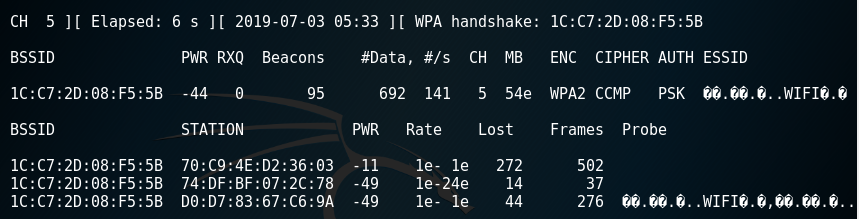 CH  5 ][ Elapsed: 6 s ][ 2019-07-03 05:33 ][ WPA handshake: 1C:C7:2D:08:F5:5B
BSSID              PWR RXQ  Beacons    #Data, #/s  CH  MB   ENC  CIPHER AUTH ESSID
1C:C7:2D:08:F5:5B  -44   0       95      692  141   5  54e  WPA2 CCMP   PSK  ��.��.�..WIFI�.�
BSSID              STATION            PWR   Rate    Lost    Frames  Probe
1C:C7:2D:08:F5:5B  70:C9:4E:D2:36:03  -11    1e- 1e   272      502
1C:C7:2D:08:F5:5B  74:DF:BF:07:2C:78  -49    1e-24e    14       37
1C:C7:2D:08:F5:5B  D0:D7:83:67:C6:9A  -49    1e- 1e    44      276  ��.��.�..WIFI�.�,��.��.�..